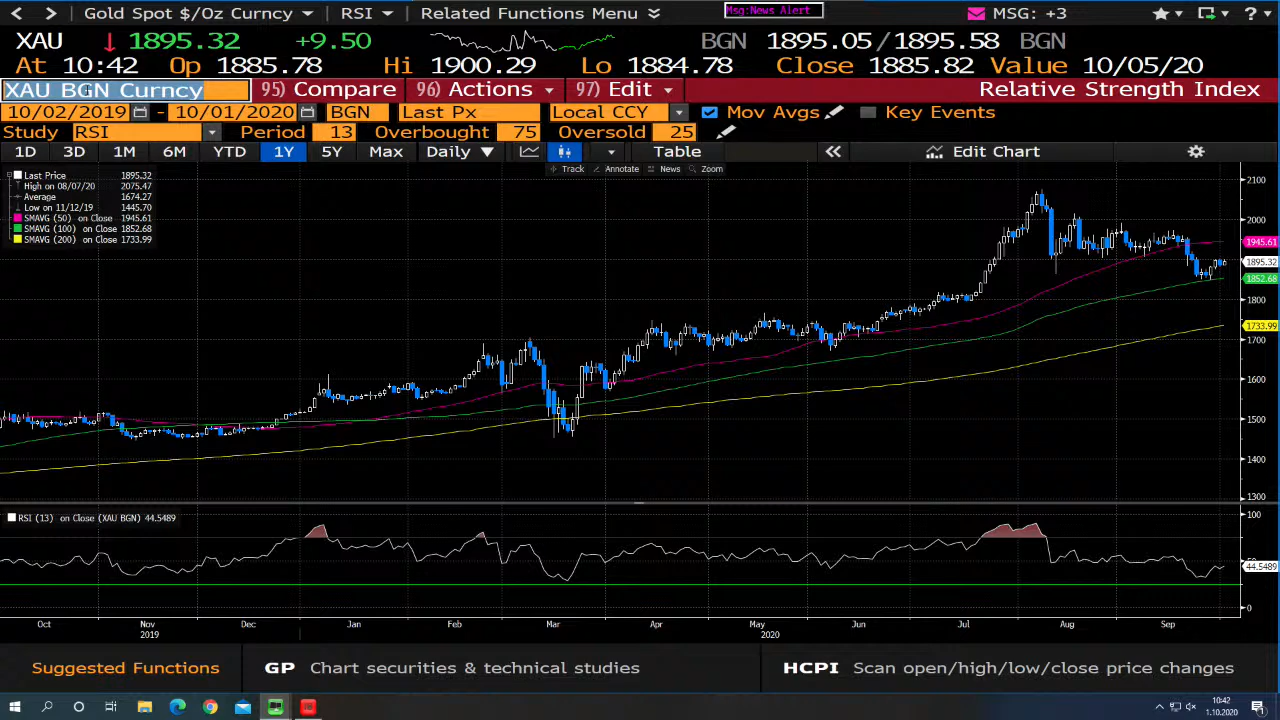 Gold Spot $/Oz Curncy RSI Related Functions Menu Msg:News Alert MSG: +3 ?
XAU 1895.32 +9.50 BGN 1895.05/1895.58 BGN
At 10:42 Op 1885.78 Hi 1900.29 Lo 1884.78 Close 1885.82 Value 10/05/20
XAU BGN Curncy 95) Compare 96) Actions 97) Edit Relative Strength Index
10/02/2019 - 10/01/2020 BGN Last Px Local CCY Mov Avgs Key Events
Study RSI Period 13 Overbought 75 Oversold 25
1D 3D 1M 6M YTD 1Y 5Y Max Daily Table Edit Chart
Track Annotate News Zoom
Last Price 1895.32
High on 08/07/20 2075.47
Average 1674.27
Low on 11/12/19 1445.70
SMAVG (50) on Close 1945.61
SMAVG (100) on Close 1852.68
SMAVG (200) on Close 1733.99
2100
2000
1945.61
1895.32
1852.68
1800
1733.99
1700
1600
1500
1400
1300
RSI (13) on Close (XAU BGN) 44.5489
100
50
44.5489
0
Oct Nov Dec Jan Feb Mar Apr May Jun Jul Aug Sep
2019 2020
Suggested Functions GP Chart securities & technical studies HCPI Scan open/high/low/close price changes
10:42
1.10.2020
1